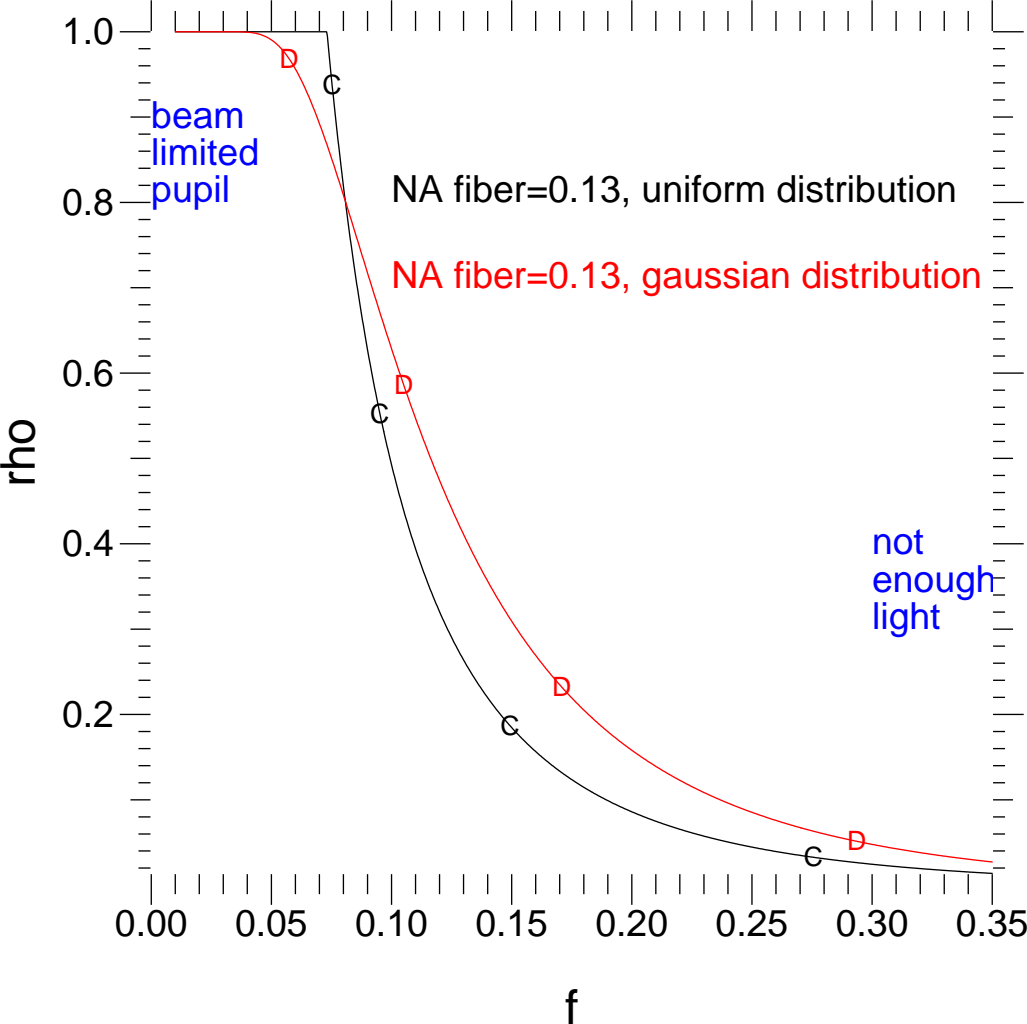 1.0
D
C
beam
limited
pupil
NA fiber=0.13, uniform distribution
0.8
NA fiber=0.13, gaussian distribution
0.6
D
C
rho
not
0.4
enough
light
D
0.2
C
D
C
0.00 0.05 0.10 0.15 0.20 0.25 0.30 0.35
f